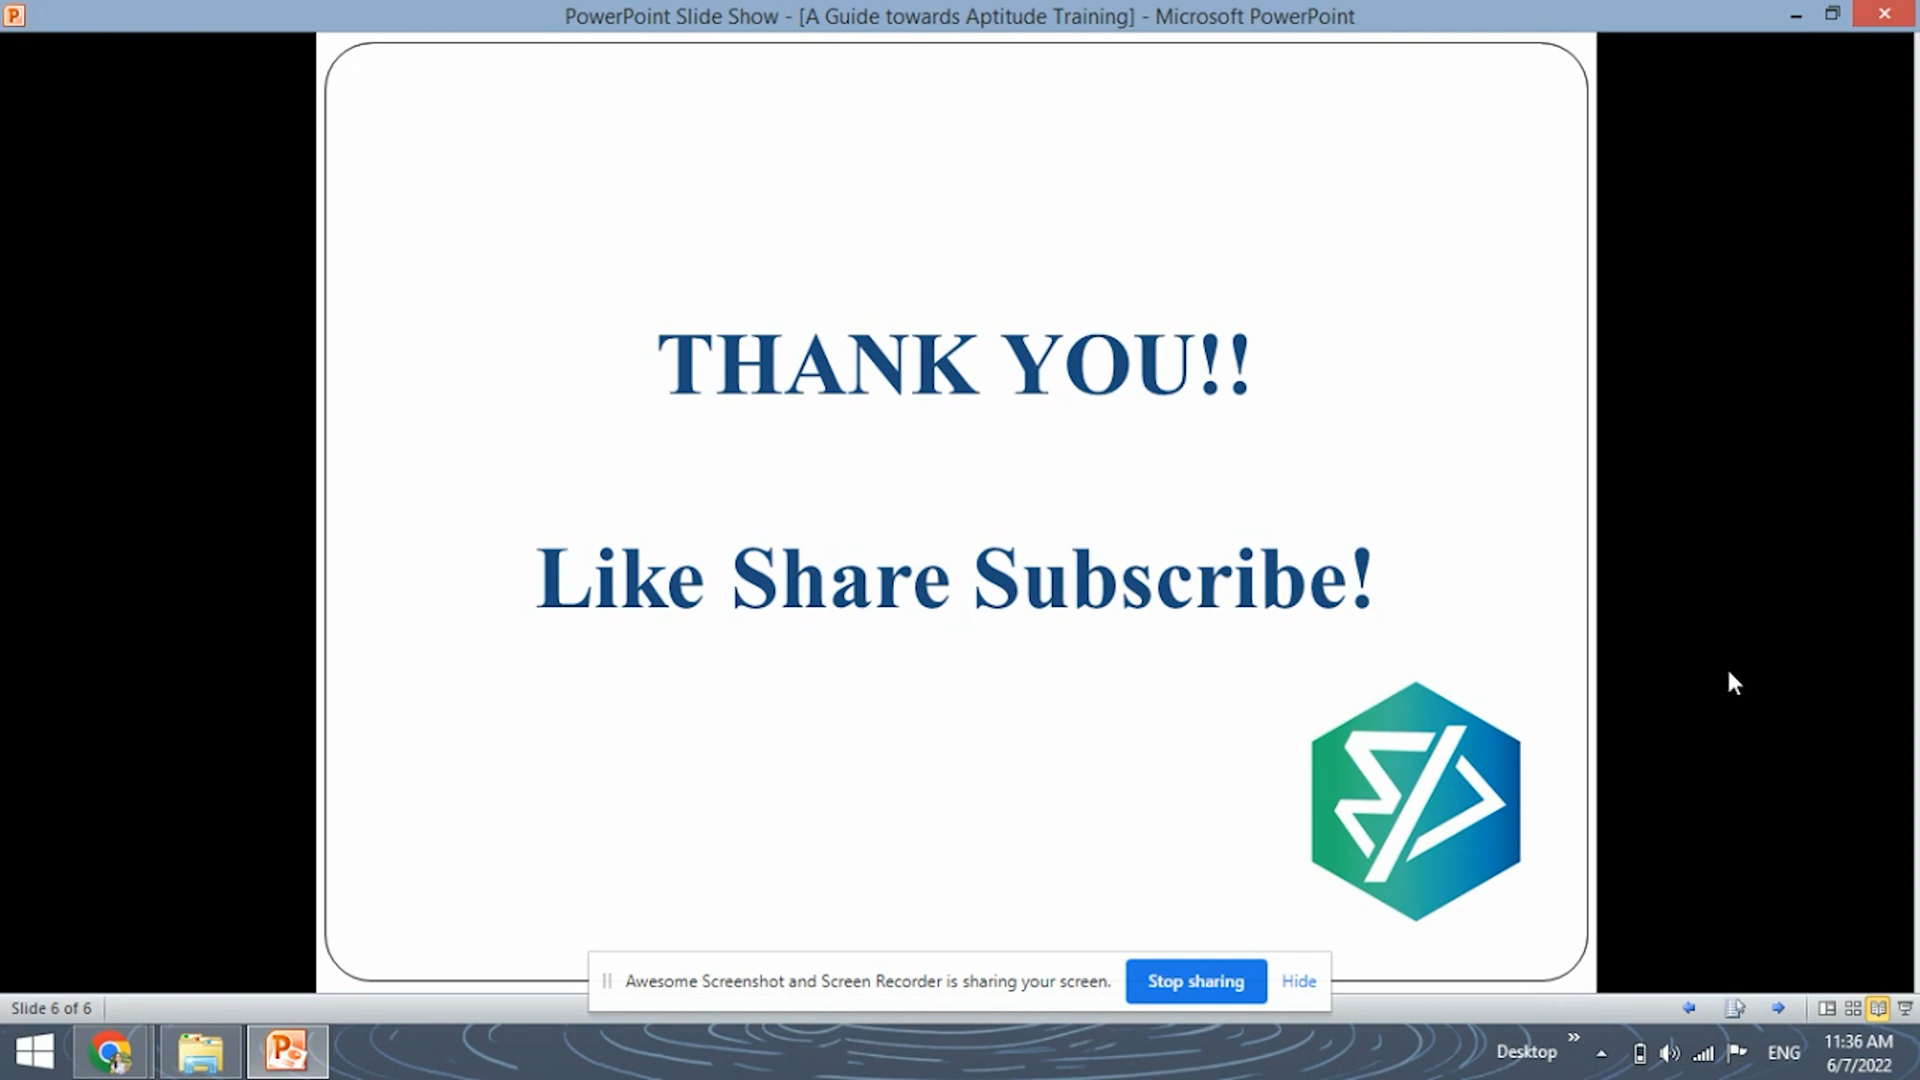 PowerPoint Slide Show - [A Guide towards Aptitude Training] - Microsoft PowerPoint
THANK YOU!!
Like Share Subscribe!
Awesome Screenshot and Screen Recorder is sharing your screen. Stop sharing Hide
Slide 6 of 6
Desktop
ENG
11:36 AM
6/7/2022